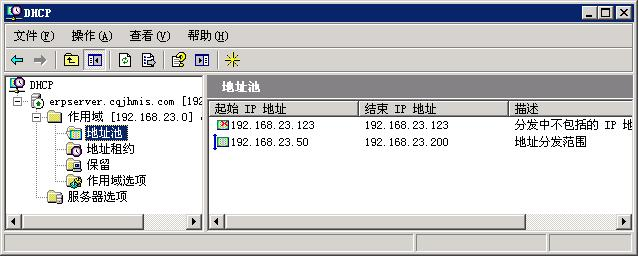 DHCP
文件(F) 操作(A) 查看(V) 帮助(H)
DHCP
erpserver.cqjhmis.com [192
作用域 [192.168.23.0]
地址池
地址租约
保留
作用域选项
服务器选项
地址池
起始 IP 地址 结束 IP 地址 描述
192.168.23.123 192.168.23.123 分发中不包括的 IP 地
192.168.23.50 192.168.23.200 地址分发范围